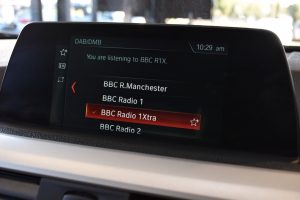 DAB/DMB
10:29 am
You are listening to BBC R1X.
BBC R.Manchester
BBC Radio 1
BBC Radio 1Xtra
BBC Radio 2